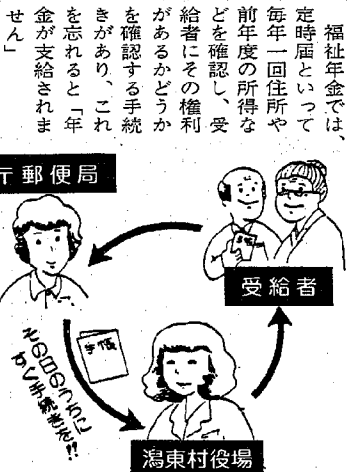 福祉年金では、
定時届といって
毎年一回住所や
前年度の所得な
どを確認し、受
給者にその権利
があるかどうか
を確認する手続
きがあり、これ
を忘れると「年
金が支給されま
せん」
〒郵便局
手帳
受給者
手帳
その日のうちに
すぐ手続きを!!
潟東村役場